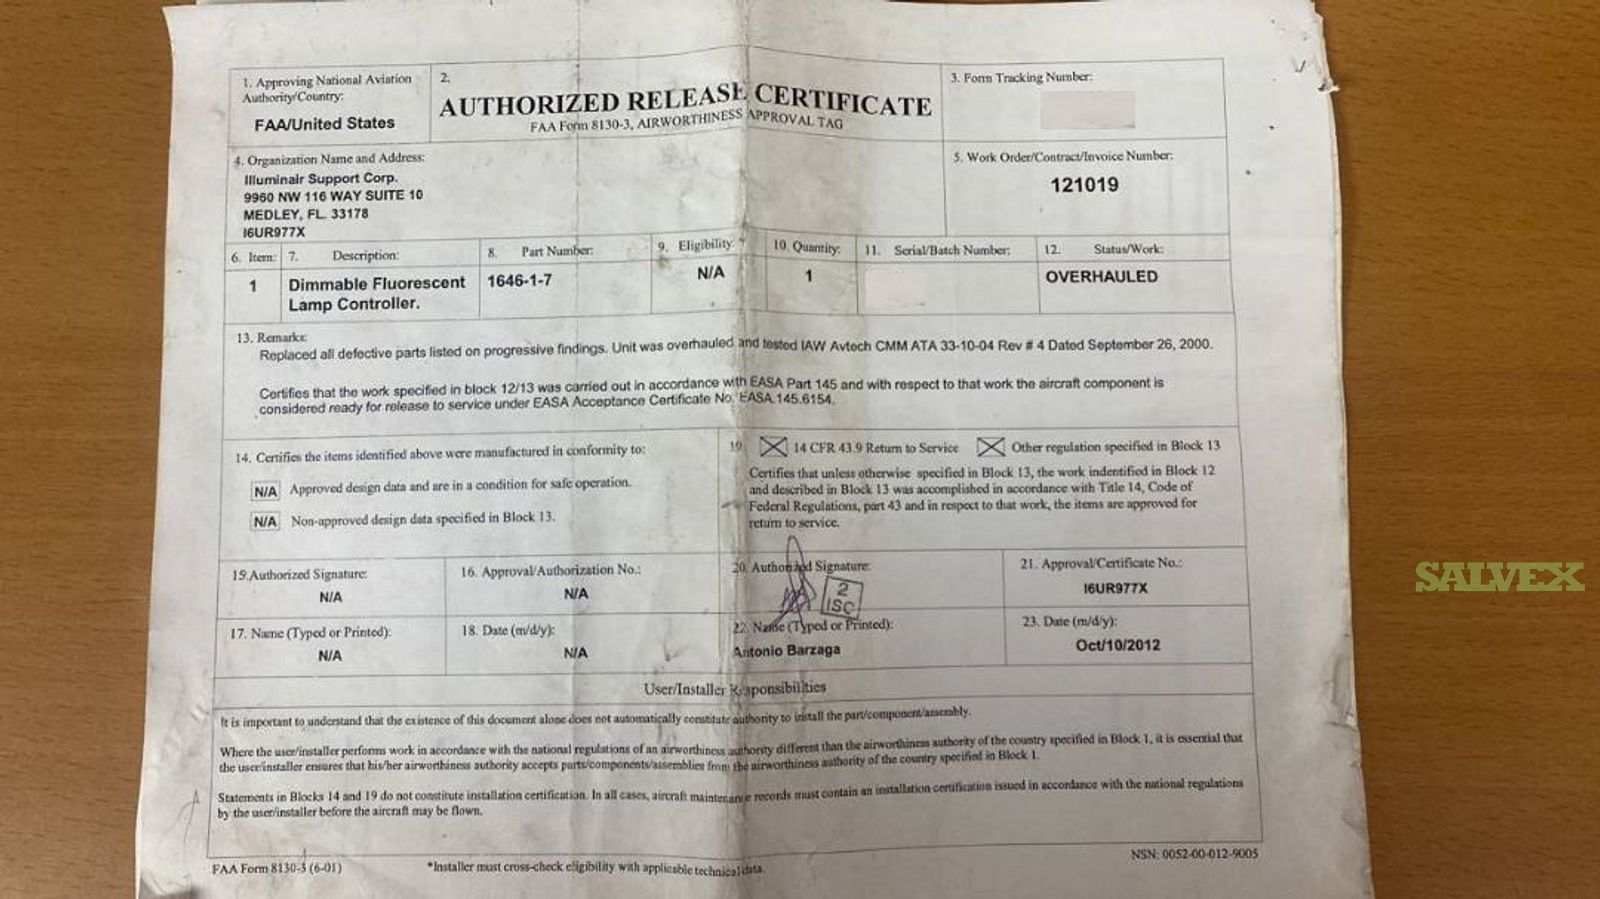 1. Approving National Aviation
Authority/Country:
FAA/United States
2.
AUTHORIZED RELEASE CERTIFICATE
FAA Form 8130-3, AIRWORTHINESS APPROVAL TAG
3. Form Tracking Number:
4. Organization Name and Address:
Illuminair Support Corp.
9960 NW 116 WAY SUITE 10
MEDLEY, FL. 33178
I6UR977X
5. Work Order/Contract/Invoice Number:
121019
6. Item:
1
7. Description:
Dimmable Fluorescent
Lamp Controller.
8. Part Number:
1646-1-7
9. Eligibility: *
N/A
10. Quantity:
1
11. Serial/Batch Number:
12. Status/Work:
OVERHAULED
13. Remarks:
Replaced all defective parts listed on progressive findings. Unit was overhauled and tested IAW Avtech CMM ATA 33-10-04 Rev # 4 Dated September 26, 2000.
Certifies that the work specified in block 12/13 was carried out in accordance with EASA Part 145 and with respect to that work the aircraft component is
considered ready for release to service under EASA Acceptance Certificate No. EASA.145.6154.
14. Certifies the items identified above were manufactured in conformity to:
N/A Approved design data and are in a condition for safe operation.
N/A Non-approved design data specified in Block 13.
19. 14 CFR 43.9 Return to Service Other regulation specified in Block 13
Certifies that unless otherwise specified in Block 13, the work indentified in Block 12
and described in Block 13 was accomplished in accordance with Title 14, Code of
Federal Regulations, part 43 and in respect to that work, the items are approved for
return to service.
15.Authorized Signature:
N/A
16. Approval/Authorization No.:
N/A
20. Authorized Signature:
2
ISC
21. Approval/Certificate No.:
I6UR977X
17. Name (Typed or Printed):
N/A
18. Date (m/d/y):
N/A
22. Name (Typed or Printed):
Antonio Barzaga
23. Date (m/d/y):
Oct/10/2012
User/Installer Responsibilities
It is important to understand that the existence of this document alone does not automatically constitute authority to install the part/component/assembly.
Where the user/installer performs work in accordance with the national regulations of an airworthiness authority different than the airworthiness authority of the country specified in Block 1, it is essential that
the user/installer ensures that his/her airworthiness authority accepts parts/components/assemblies from the airworthiness authority of the country specified in Block 1.
Statements in Blocks 14 and 19 do not constitute installation certification. In all cases, aircraft maintenance records must contain an installation certification issued in accordance with the national regulations
by the user/installer before the aircraft may be flown.
FAA Form 8130-3 (6-01)
*Installer must cross-check eligibility with applicable technical data.
NSN: 0052-00-012-9005
SALVEX